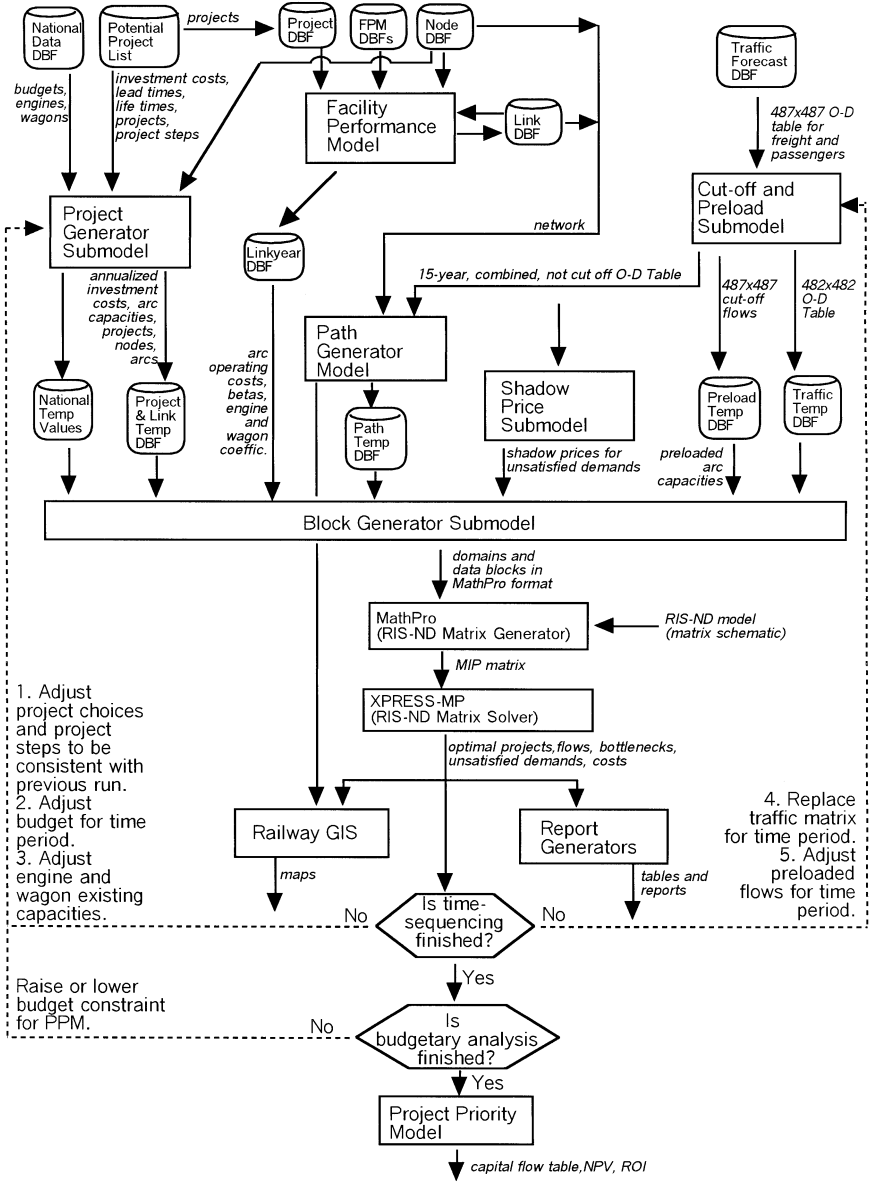 National
Data
DBF
Potential
Project
List
projects
Project
DBF
FPM
DBFs
Node
DBF
Traffic
Forecast
DBF
budgets,
engines,
wagons
investment costs,
lead times,
life times,
projects,
project steps
Facility
Performance
Model
Link
DBF
487x487 O-D
table for
freight and
passengers
Project
Generator
Submodel
Cut-off and
Preload
Submodel
network
Linkyear
DBF
annualized
investment
costs, arc
capacities,
projects,
nodes,
arcs
15-year, combined, not cut off O-D Table
487x487
cut-off
flows
482x482
O-D
Table
Path
Generator
Model
arc
operating
costs,
betas,
engine
and
wagon
coeffic.
Shadow
Price
Submodel
National
Temp
Values
Project
& Link
Temp
DBF
Path
Temp
DBF
Preload
Temp
DBF
Traffic
Temp
DBF
shadow prices for
unsatisfied demands
preloaded
arc
capacities
Block Generator Submodel
domains and
data blocks in
MathPro format
MathPro
(RIS-ND Matrix Generator)
RIS-ND model
(matrix schematic)
MIP matrix
XPRESS-MP
(RIS-ND Matrix Solver)
optimal projects,flows, bottlenecks,
unsatisfied demands, costs
1. Adjust
project choices
and project
steps to be
consistent with
previous run.
2. Adjust
budget for time
period.
3. Adjust
engine and
wagon existing
capacities.
Railway GIS
Report
Generators
4. Replace
traffic matrix
for time period.
5. Adjust
preloaded
flows for time
period.
maps
tables and
reports
No
Is time-
sequencing
finished?
No
Yes
Raise or lower
budget constraint
for PPM.
No
Is
budgetary analysis
finished?
Yes
Project Priority
Model
capital flow table,NPV, ROI